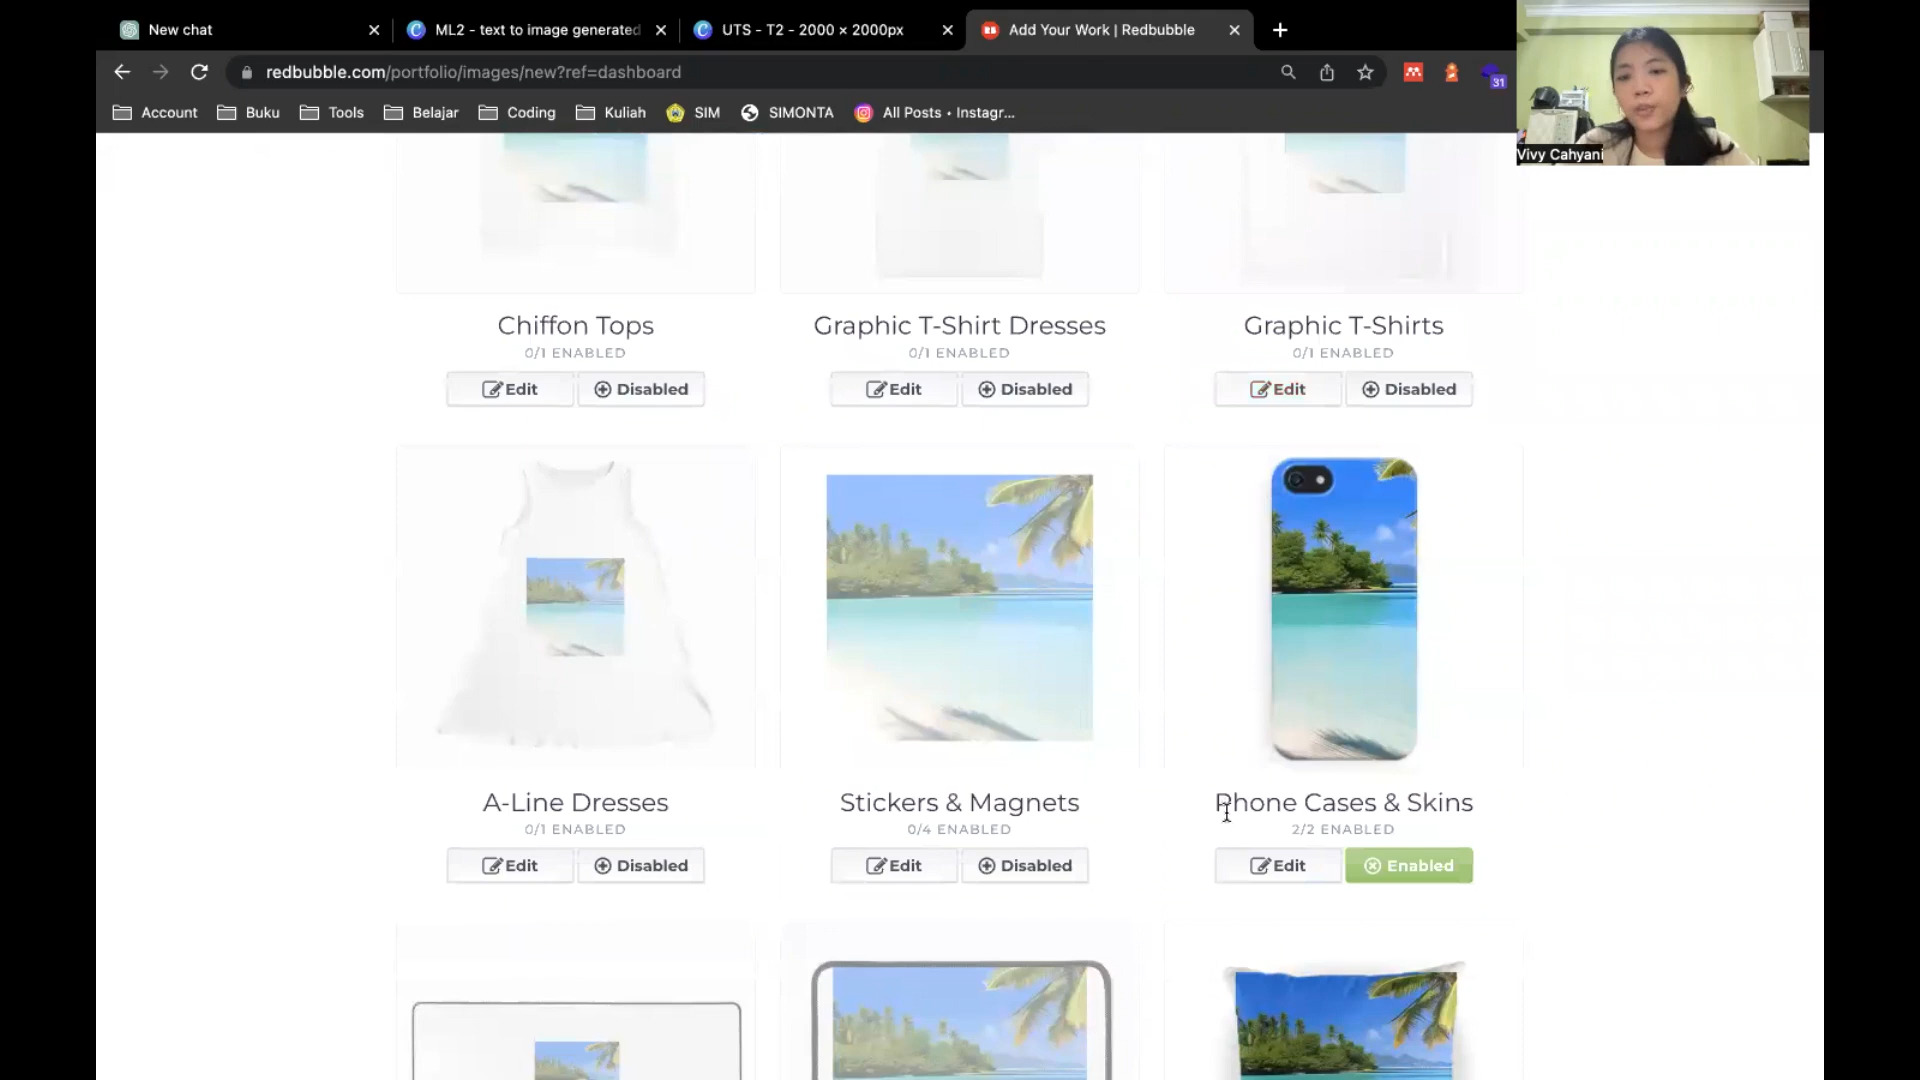 New chat
ML2 - text to image generated
UTS - T2 - 2000 × 2000px
Add Your Work | Redbubble
redbubble.com/portfolio/images/new?ref=dashboard
31
Account
Buku
Tools
Belajar
Coding
Kuliah
SIM
SIMONTA
All Posts • Instagr...
Vivy Cahyani
Chiffon Tops
0/1 ENABLED
Edit
Disabled
Graphic T-Shirt Dresses
0/1 ENABLED
Edit
Disabled
Graphic T-Shirts
0/1 ENABLED
Edit
Disabled
A-Line Dresses
0/1 ENABLED
Edit
Disabled
Stickers & Magnets
0/4 ENABLED
Edit
Disabled
Phone Cases & Skins
2/2 ENABLED
Edit
Enabled